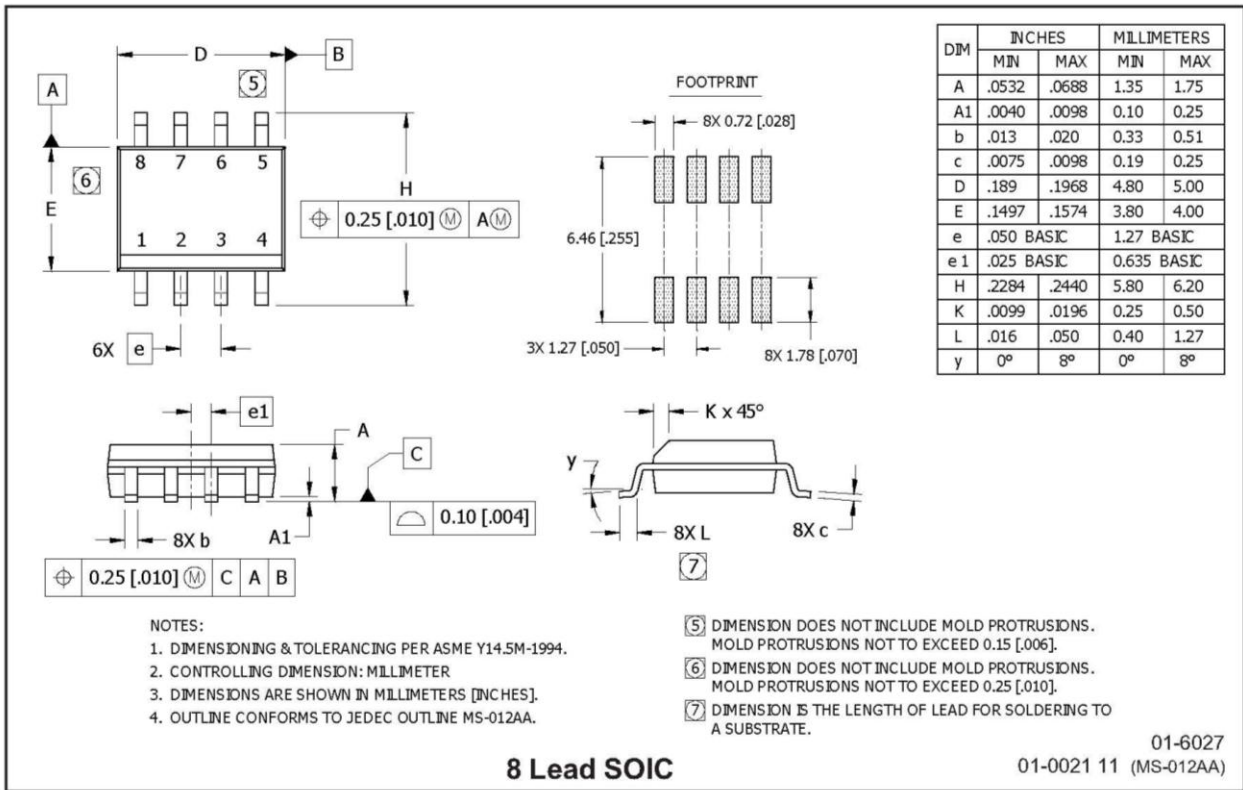 D
B
5
A
8 7 6 5
6
E
H
⌖ 0.25 [.010] Ⓜ AⓂ
1 2 3 4
6X e
FOOTPRINT
8X 0.72 [.028]
6.46 [.255]
3X 1.27 [.050]
8X 1.78 [.070]
DIM INCHES MILLIMETERS
MIN MAX MIN MAX
A .0532 .0688 1.35 1.75
A1 .0040 .0098 0.10 0.25
b .013 .020 0.33 0.51
c .0075 .0098 0.19 0.25
D .189 .1968 4.80 5.00
E .1497 .1574 3.80 4.00
e .050 BASIC 1.27 BASIC
e 1 .025 BASIC 0.635 BASIC
H .2284 .2440 5.80 6.20
K .0099 .0196 0.25 0.50
L .016 .050 0.40 1.27
y 0° 8° 0° 8°
e1
A
C
⌓ 0.10 [.004]
8X b
A1
⌖ 0.25 [.010] Ⓜ C A B
K x 45°
y
8X L
8X c
7
NOTES:
1. DIMENSIONING & TOLERANCING PER ASME Y14.5M-1994.
2. CONTROLLING DIMENSION: MILLIMETER
3. DIMENSIONS ARE SHOWN IN MILLIMETERS [INCHES].
4. OUTLINE CONFORMS TO JEDEC OUTLINE MS-012AA.
5 DIMENSION DOES NOT INCLUDE MOLD PROTRUSIONS.
MOLD PROTRUSIONS NOT TO EXCEED 0.15 [.006].
6 DIMENSION DOES NOT INCLUDE MOLD PROTRUSIONS.
MOLD PROTRUSIONS NOT TO EXCEED 0.25 [.010].
7 DIMENSION IS THE LENGTH OF LEAD FOR SOLDERING TO
A SUBSTRATE.
8 Lead SOIC
01-6027
01-0021 11 (MS-012AA)